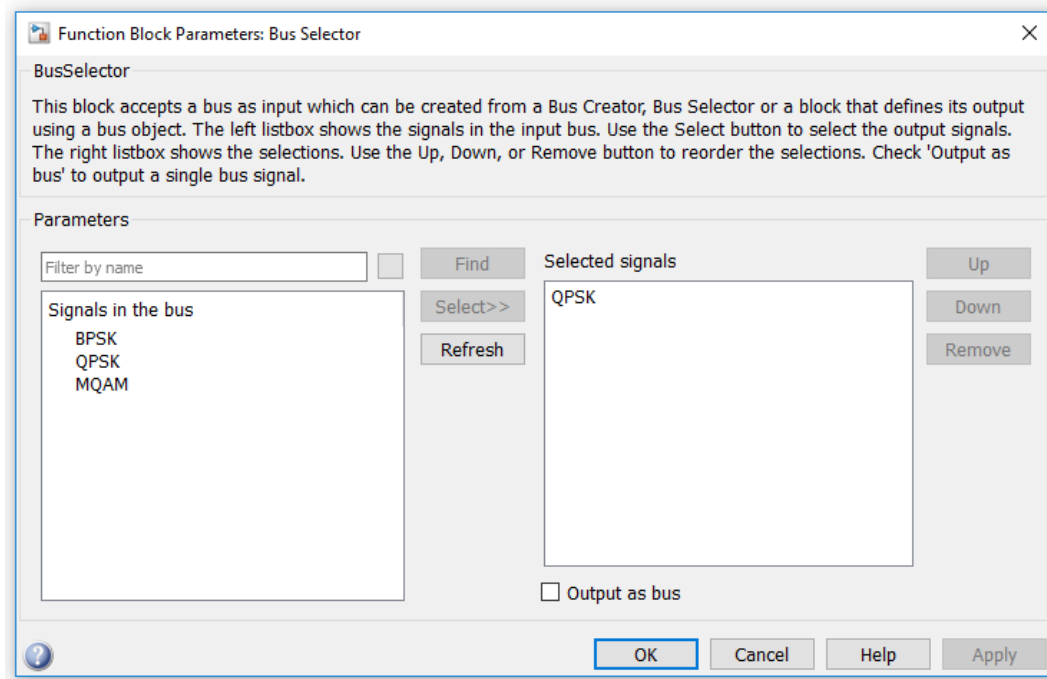 Function Block Parameters: Bus Selector
BusSelector
This block accepts a bus as input which can be created from a Bus Creator, Bus Selector or a block that defines its output
using a bus object. The left listbox shows the signals in the input bus. Use the Select button to select the output signals.
The right listbox shows the selections. Use the Up, Down, or Remove button to reorder the selections. Check 'Output as
bus' to output a single bus signal.
Parameters
Filter by name
Find
Select>>
Refresh
Signals in the bus
BPSK
QPSK
MQAM
Selected signals
QPSK
Up
Down
Remove
Output as bus
?
OK
Cancel
Help
Apply